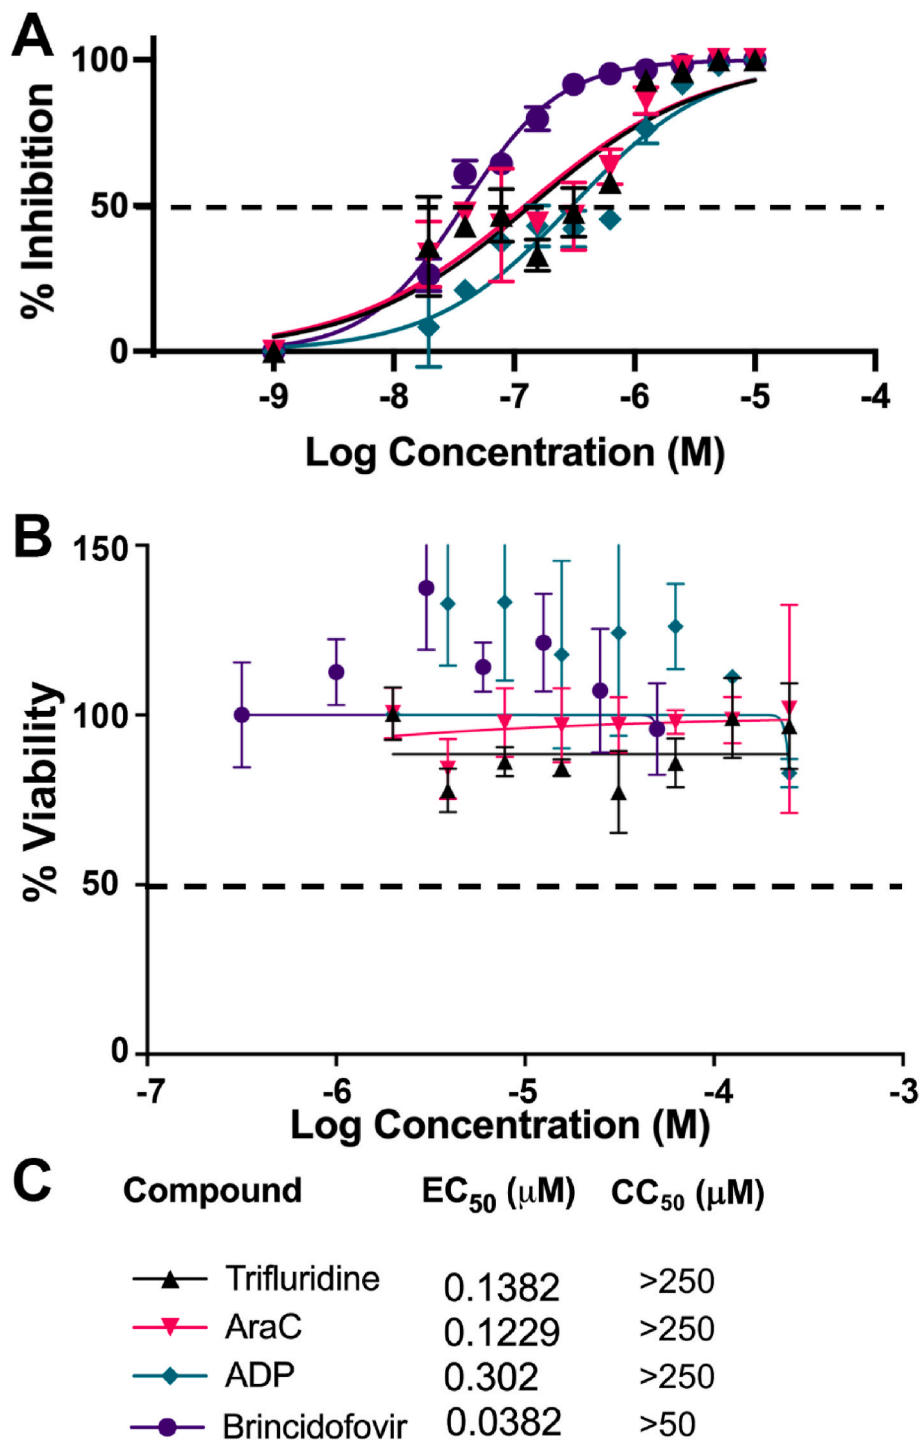 A
% Inhibition
100
50
0
-9 -8 -7 -6 -5 -4
Log Concentration (M)
B
% Viability
150
100
50
0
-7 -6 -5 -4 -3
Log Concentration (M)
C Compound EC50 (μM) CC50 (μM)
Trifluridine 0.1382 >250
AraC 0.1229 >250
ADP 0.302 >250
Brincidofovir 0.0382 >50